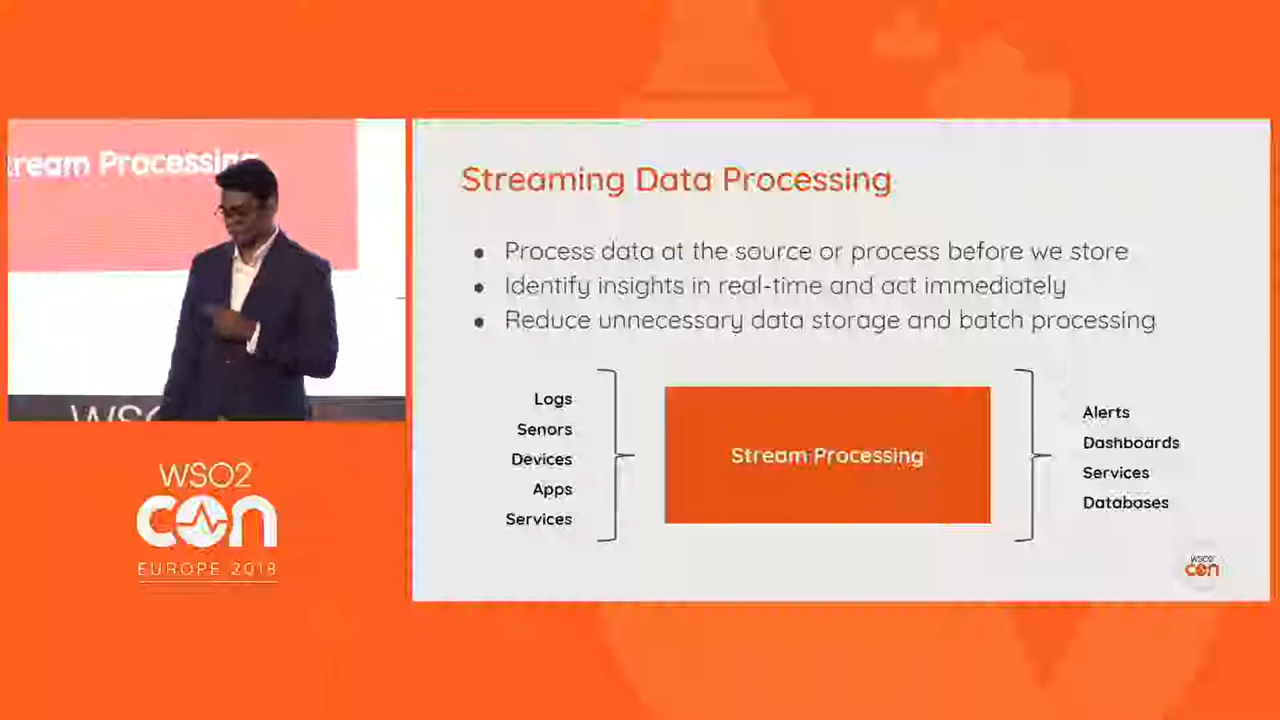 tream Processing
WSO2
CON
EUROPE 2018
Streaming Data Processing
● Process data at the source or process before we store
● Identify insights in real-time and act immediately
● Reduce unnecessary data storage and batch processing
Logs
Senors
Devices
Apps
Services
Stream Processing
Alerts
Dashboards
Services
Databases
WSO2
CON